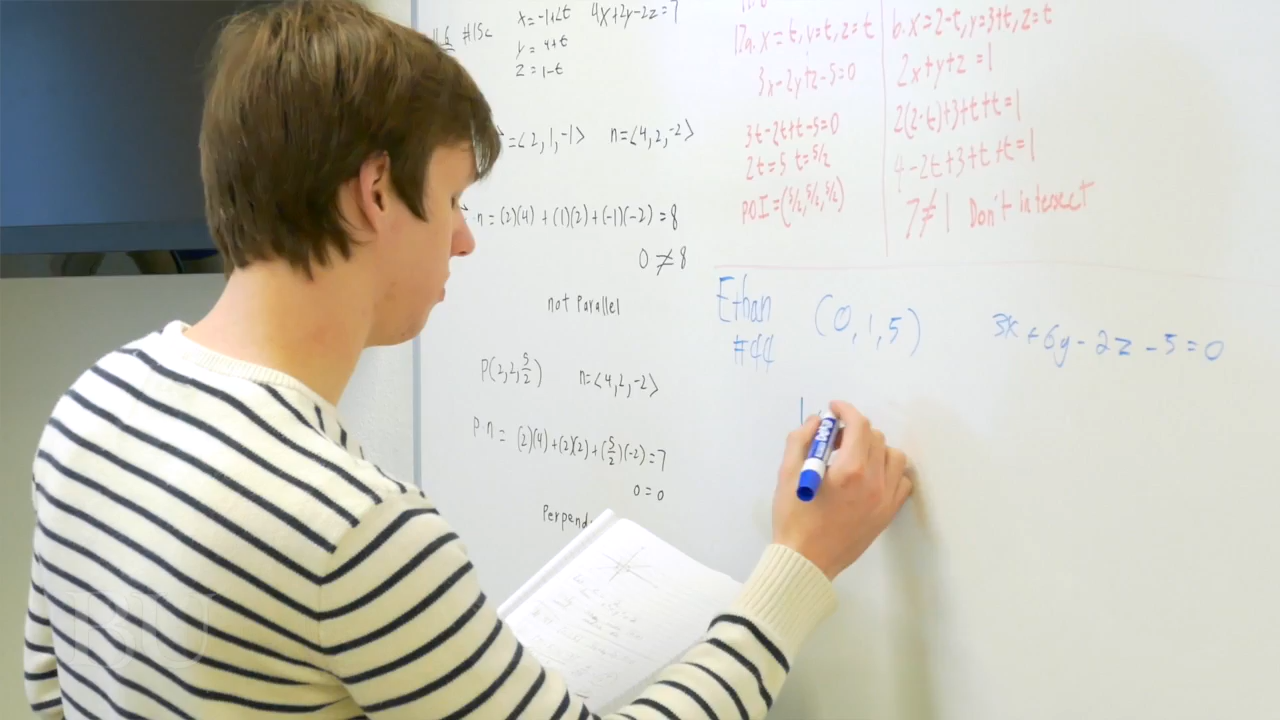 #15c
x=-1+2t 4x+2y-2z=7
y=4+t
z=1-t
=⟨2,1,-1⟩ n=⟨4,2,-2⟩
n=(2)(4)+(1)(2)+(-1)(-2)=8
0≠8
not Parallel
P(2,2,5/2) n=⟨4,2,-2⟩
P·n=(2)(4)+(2)(2)+(5/2)(-2)=7
0=0
Perpend
17a. x=t, y=t, z=t
3x-2y+z-5=0
3t-2t+t-5=0
2t=5 t=5/2
POI=(5/2,5/2,5/2)
b. x=2-t, y=3+t, z=t
2x+y+z=1
2(2-t)+3+t+t=1
4-2t+3+t+t=1
7≠1 Don't intersect
Ethan
#44
(0,1,5)
3x+6y-2z-5=0
EXPO
BU